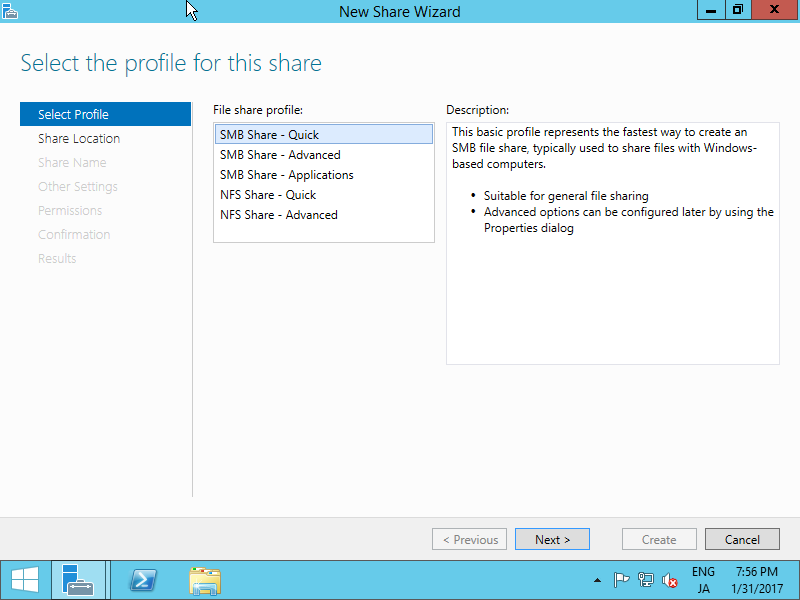 New Share Wizard
Select the profile for this share
Select Profile
Share Location
Share Name
Other Settings
Permissions
Confirmation
Results
File share profile:
SMB Share - Quick
SMB Share - Advanced
SMB Share - Applications
NFS Share - Quick
NFS Share - Advanced
Description:
This basic profile represents the fastest way to create an
SMB file share, typically used to share files with Windows-
based computers.
• Suitable for general file sharing
• Advanced options can be configured later by using the
Properties dialog
< Previous
Next >
Create
Cancel
ENG
JA
7:56 PM
1/31/2017